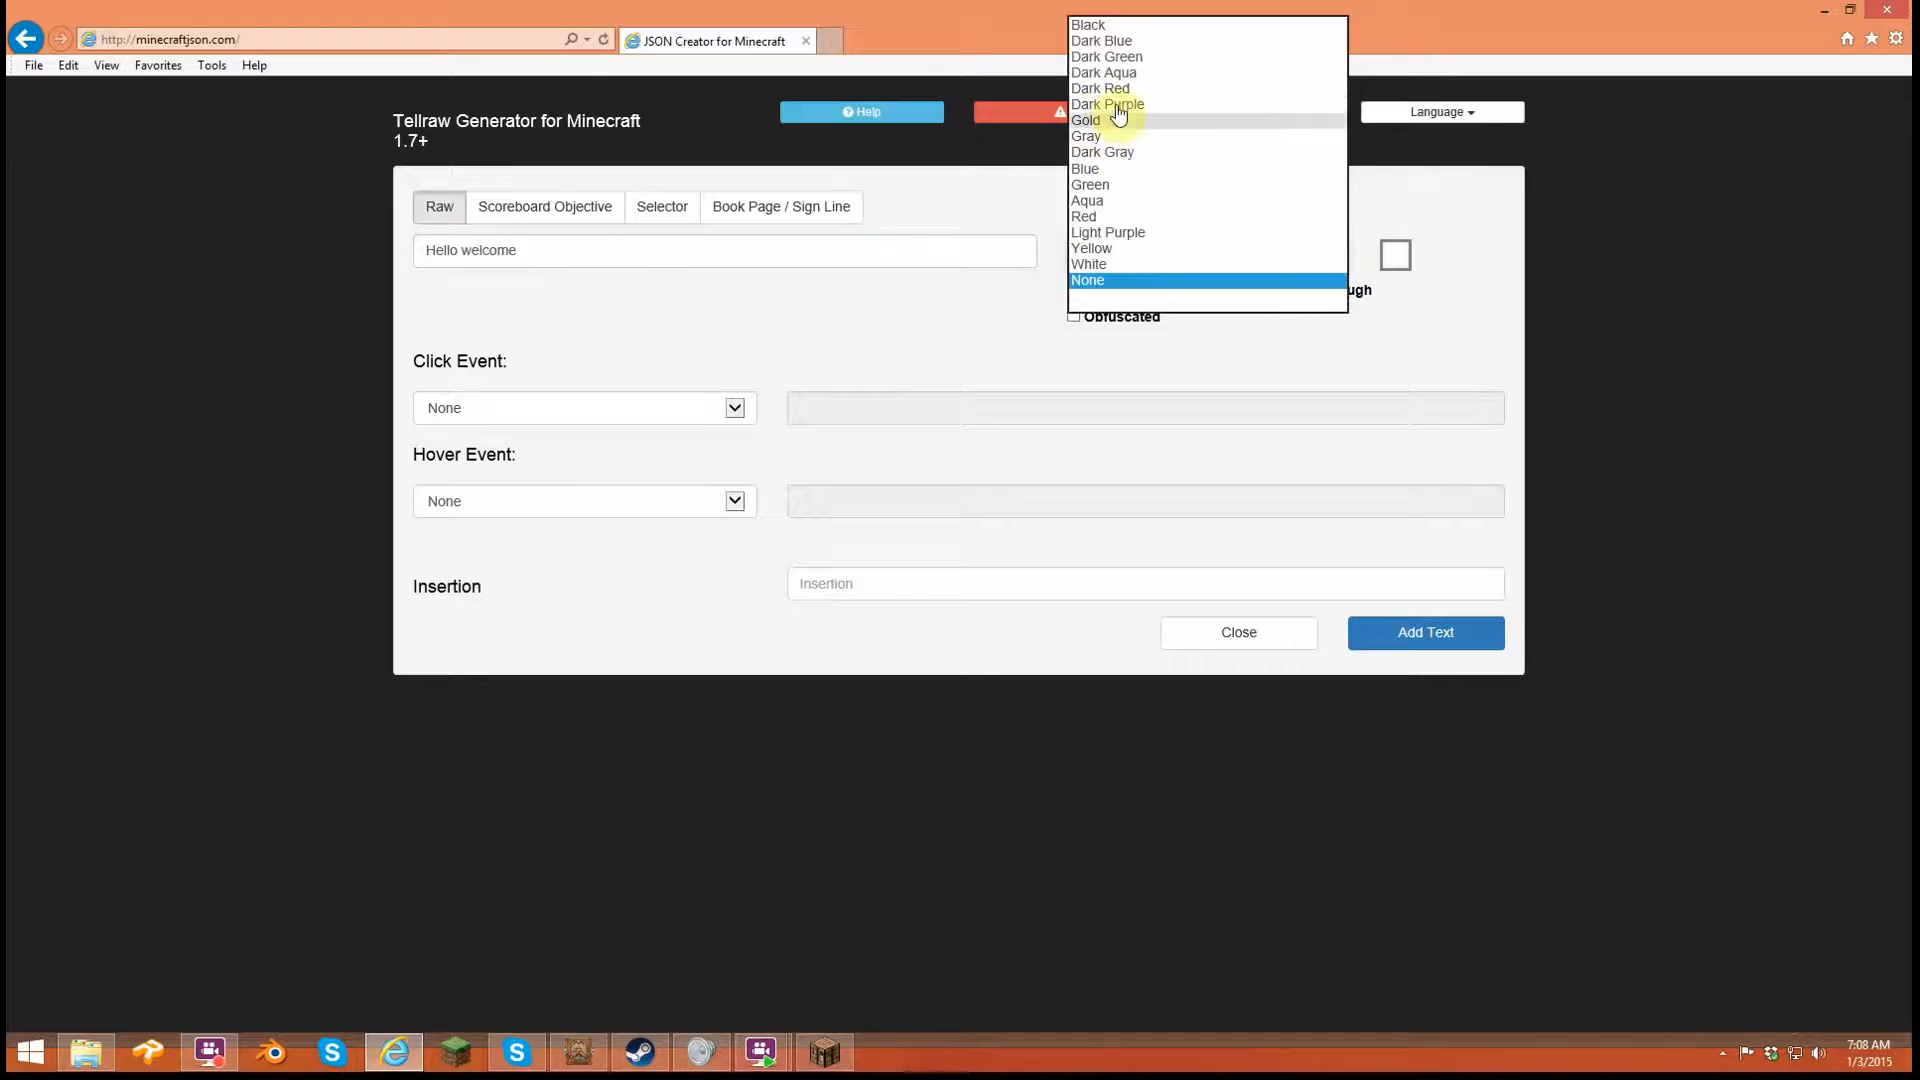 http://minecraftjson.com/
JSON Creator for Minecraft
File Edit View Favorites Tools Help
Black
Dark Blue
Dark Green
Dark Aqua
Dark Red
Dark Purple
Gold
Gray
Dark Gray
Blue
Green
Aqua
Red
Light Purple
Yellow
White
None
Tellraw Generator for Minecraft
1.7+
Help
Language
Raw
Scoreboard Objective
Selector
Book Page / Sign Line
Hello welcome
ugh
Obfuscated
Click Event:
None
Hover Event:
None
Insertion
Insertion
Close
Add Text
7:08 AM
1/3/2015